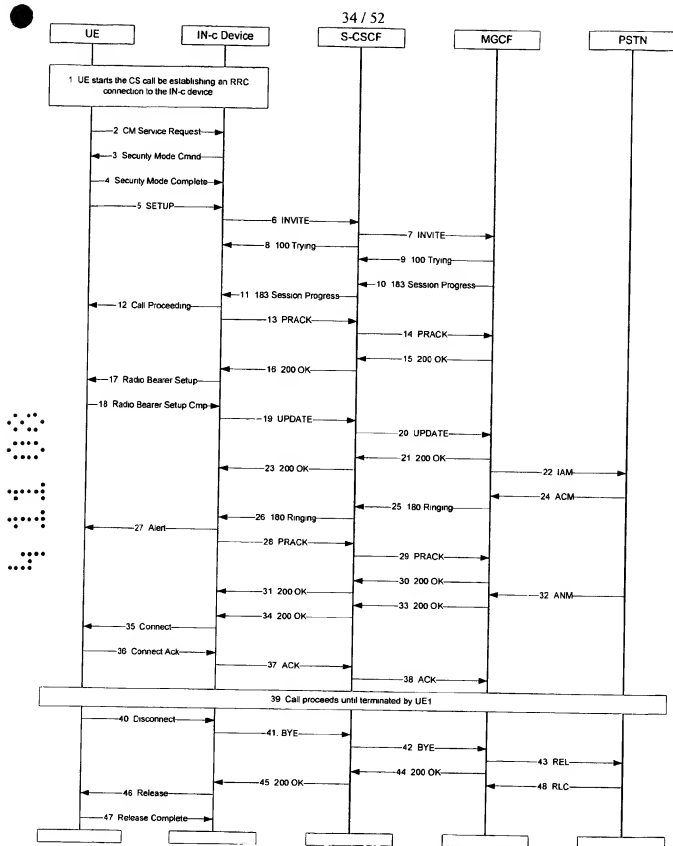 34 / 52
UE
IN-c Device
S-CSCF
MGCF
PSTN
1 UE starts the CS call be establishing an RRC
connection to the IN-c device
2 CM Service Request
3 Security Mode Cmnd
4 Security Mode Complete
5 SETUP
6 INVITE
7 INVITE
8 100 Trying
9 100 Trying
10 183 Session Progress
11 183 Session Progress
12 Call Proceeding
13 PRACK
14 PRACK
15 200 OK
16 200 OK
17 Radio Bearer Setup
18 Radio Bearer Setup Cmp
19 UPDATE
20 UPDATE
21 200 OK
22 IAM
23 200 OK
24 ACM
25 180 Ringing
26 180 Ringing
27 Alert
28 PRACK
29 PRACK
30 200 OK
31 200 OK
32 ANM
33 200 OK
34 200 OK
35 Connect
36 Connect Ack
37 ACK
38 ACK
39 Call proceeds until terminated by UE1
40 Disconnect
41. BYE
42 BYE
43 REL
44 200 OK
45 200 OK
48 RLC
46 Release
47 Release Complete